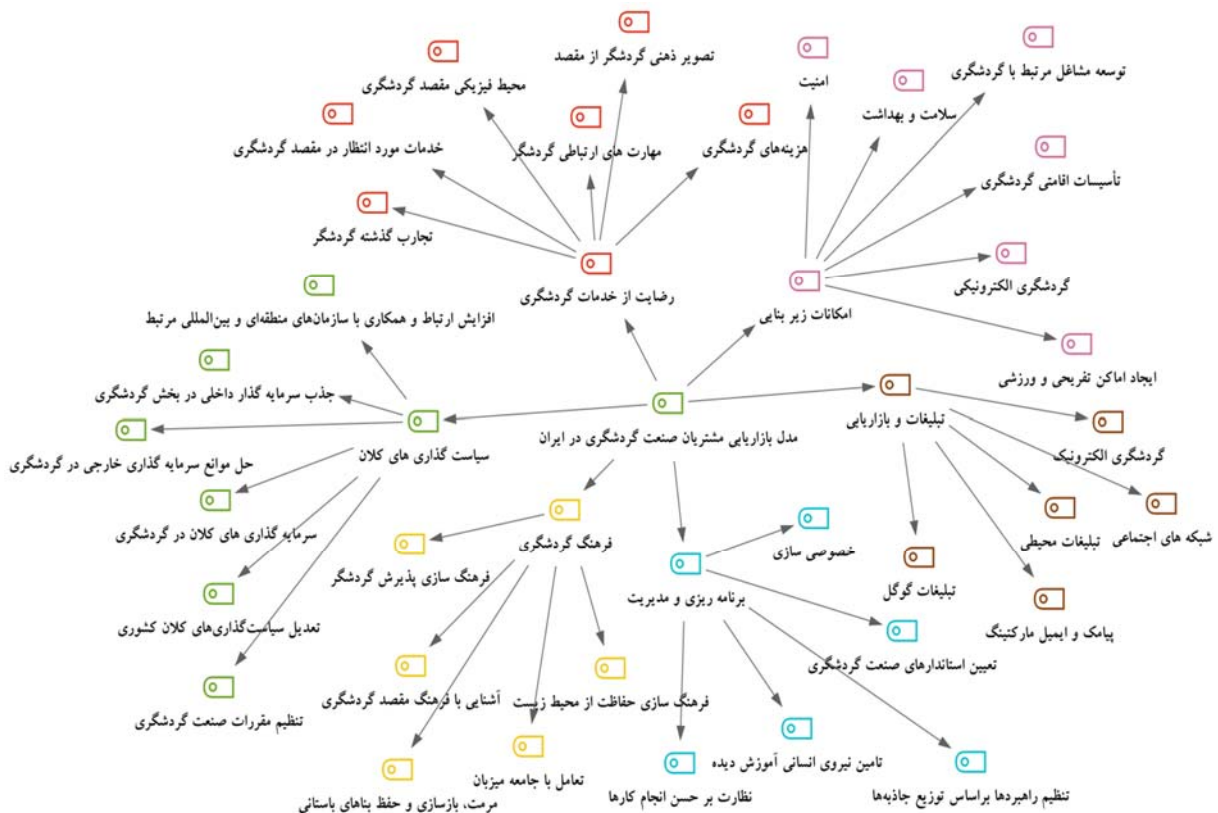 تصویر ذهنی گردشگر از مقصد
محیط فیزیکی مقصد گردشگری
امنیت
توسعه مشاغل مرتبط با گردشگری
سلامت و بهداشت
خدمات مورد انتظار در مقصد گردشگری
مهارت های ارتباطی گردشگر
هزینه‌های گردشگری
تأسیسات اقامتی گردشگری
تجارب گذشته گردشگر
رضایت از خدمات گردشگری
گردشگری الکترونیکی
امکانات زیر بنایی
افزایش ارتباط و همکاری با سازمان‌های منطقه‌ای و بین‌المللی مرتبط
ایجاد اماکن تفریحی و ورزشی
جذب سرمایه گذار داخلی در بخش گردشگری
تبلیغات و بازاریابی
مدل بازاریابی مشتریان صنعت گردشگری در ایران
سیاست گذاری های کلان
حل موانع سرمایه گذاری خارجی در گردشگری
گردشگری الکترونیک
سرمایه گذاری های کلان در گردشگری
فرهنگ گردشگری
خصوصی سازی
تبلیغات محیطی
شبکه های اجتماعی
فرهنگ سازی پذیرش گردشگر
تبلیغات گوگل
برنامه ریزی و مدیریت
تعدیل سیاست‌گذاری‌های کلان کشوری
پیامک و ایمیل مارکتینگ
تعیین استاندارهای صنعت گردشگری
آشنایی با فرهنگ مقصد گردشگری
فرهنگ سازی حفاظت از محیط زیست
تنظیم مقررات صنعت گردشگری
تامین نیروی انسانی آموزش دیده
تعامل با جامعه میزبان
مرمت، بازسازی و حفظ بناهای باستانی
نظارت بر حسن انجام کارها
تنظیم راهبردها براساس توزیع جاذبه‌ها